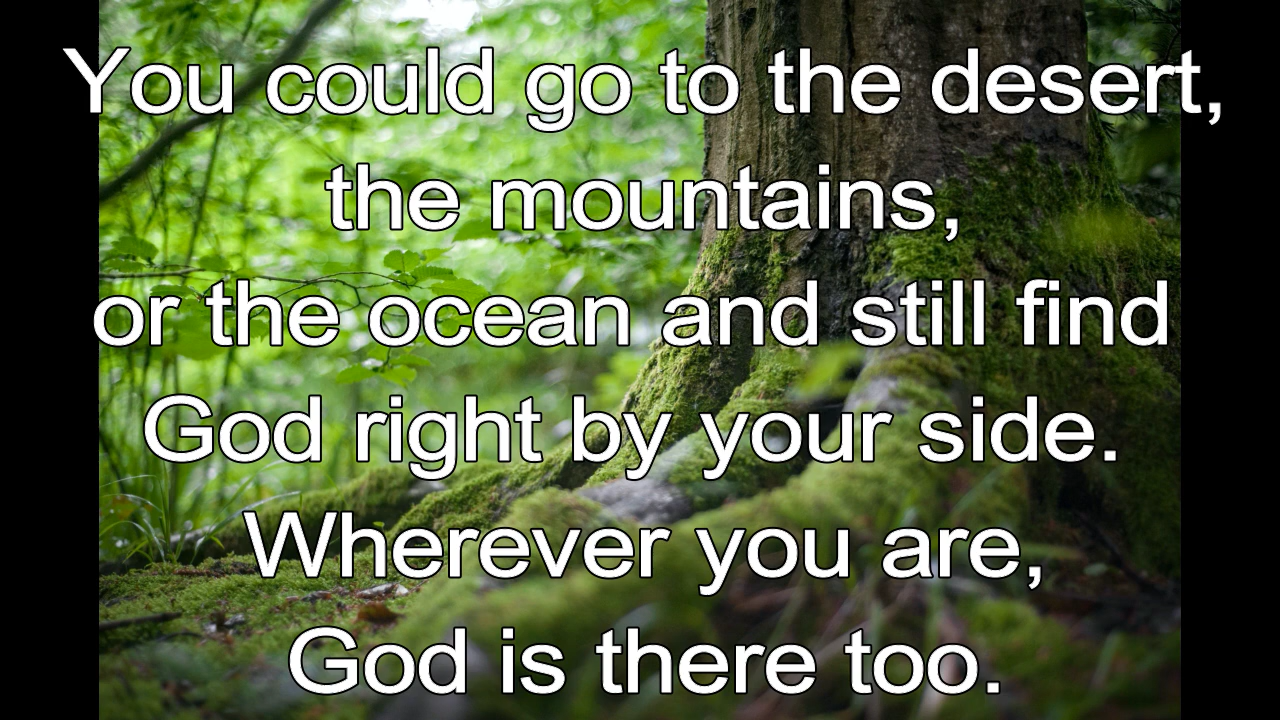 You could go to the desert,
the mountains,
or the ocean and still find
God right by your side.
Wherever you are,
God is there too.